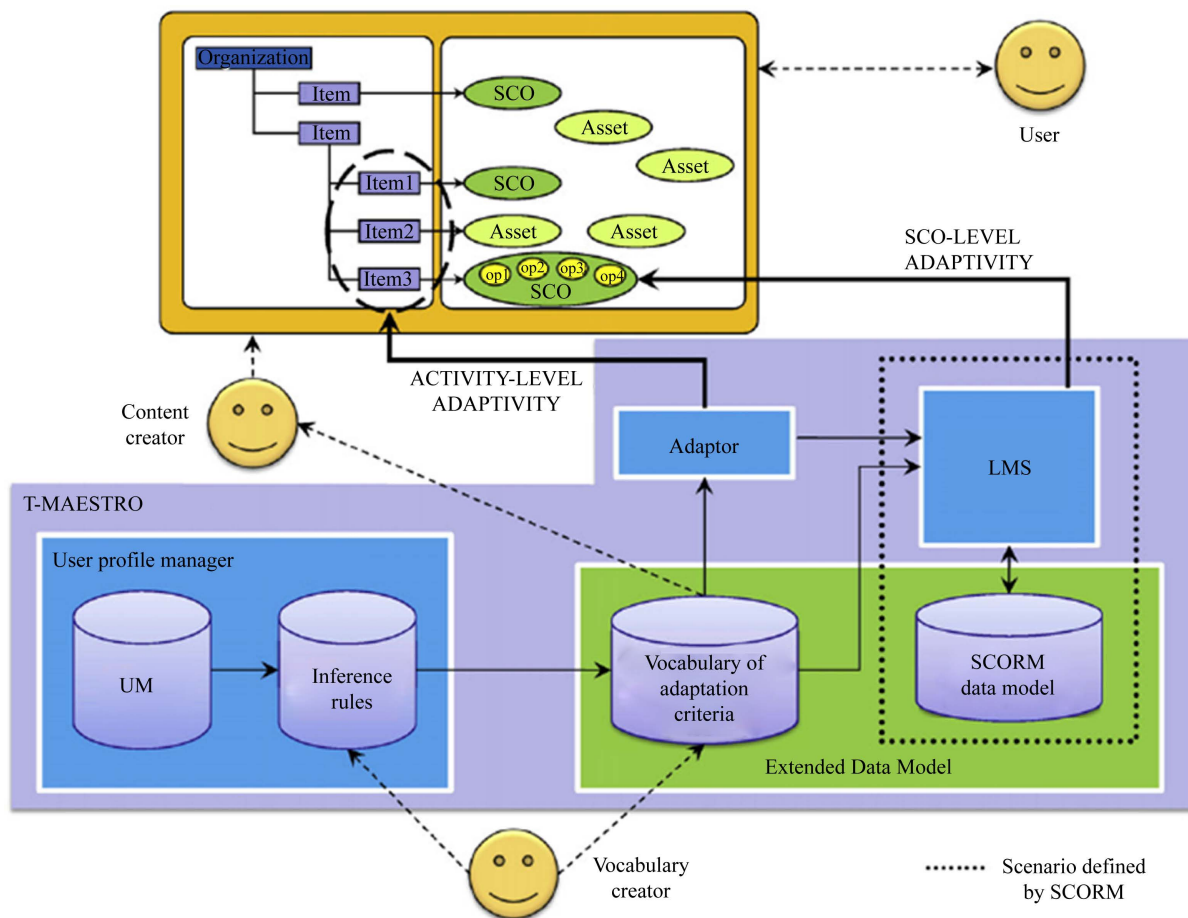 Organization
Item
SCO
Item
Asset
Asset
User
Item1
SCO
Item2
Asset
Asset
SCO-LEVEL
ADAPTIVITY
Item3
op1
op2
op3
op4
SCO
ACTIVITY-LEVEL
ADAPTIVITY
Content
creator
Adaptor
LMS
T-MAESTRO
User profile manager
UM
Inference
rules
Vocabulary of
adaptation
criteria
SCORM
data model
Extended Data Model
Vocabulary
creator
Scenario defined
by SCORM